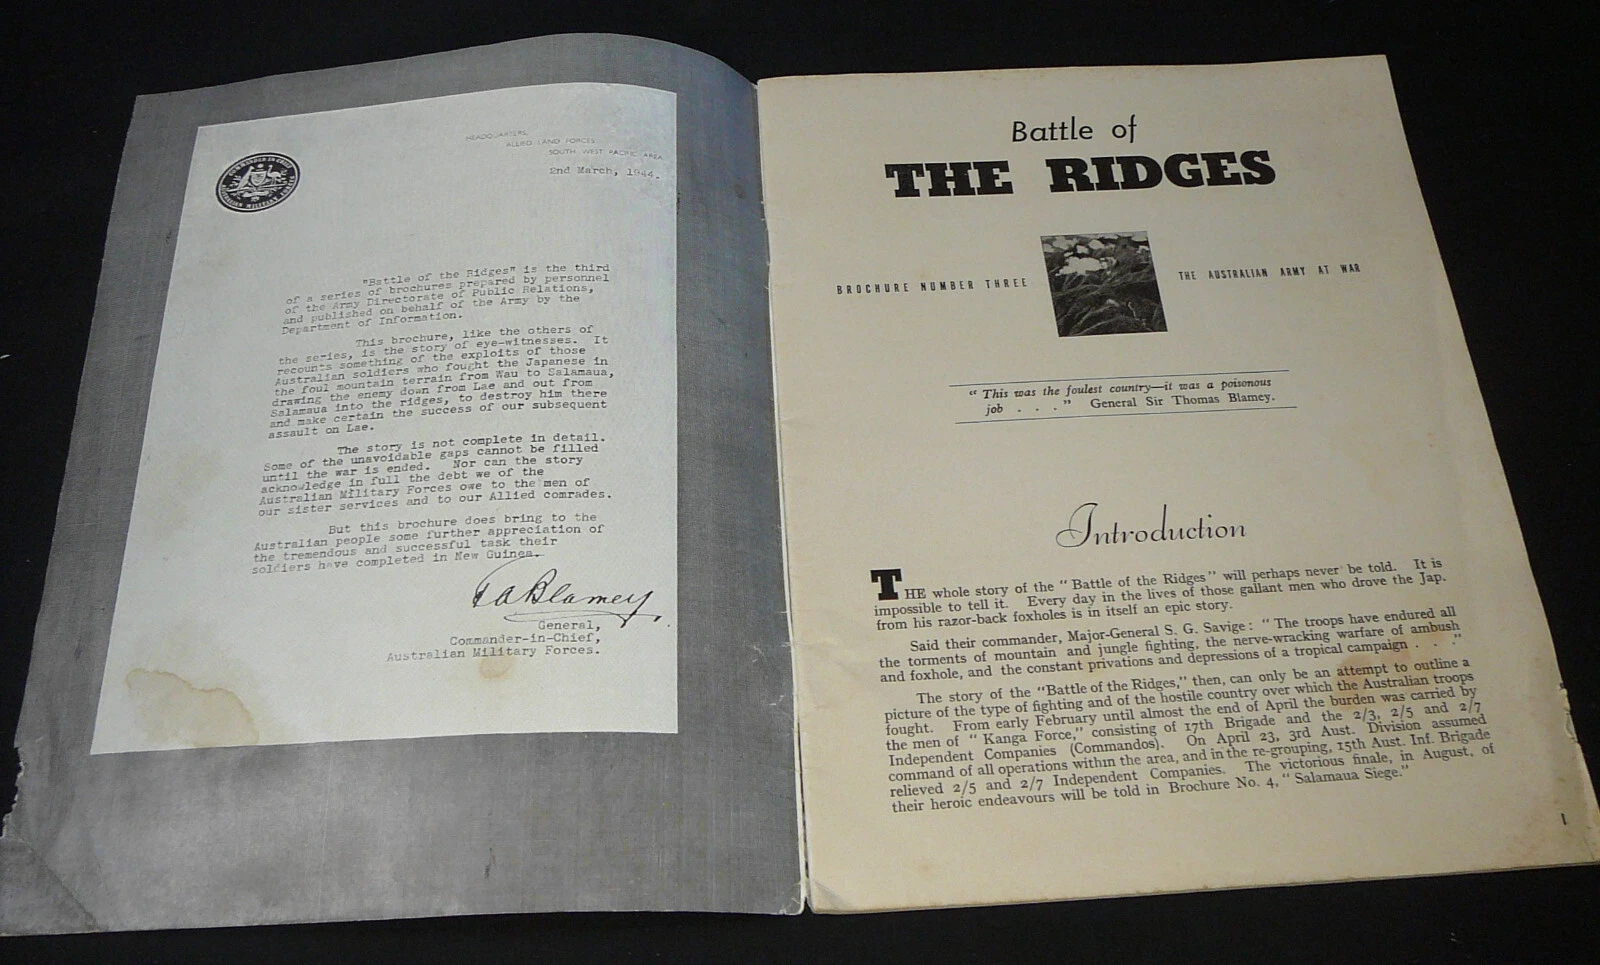 COMMANDER IN CHIEF
AUSTRALIAN MILITARY FORCES
HEADQUARTERS,
ALLIED LAND FORCES
SOUTH WEST PACIFIC AREA
2nd March, 1944.
"Battle of the Ridges" is the third
of a series of brochures prepared by personnel
of the Army Directorate of Public Relations,
and published on behalf of the Army by the
Department of Information.
This brochure, like the others of
the series, is the story of eye-witnesses. It
recounts something of the exploits of those
Australian soldiers who fought the Japanese in
the foul mountain terrain from Wau to Salamaua,
drawing the enemy down from Lae and out from
Salamaua into the ridges, to destroy him there
and make certain the success of our subsequent
assault on Lae.
The story is not complete in detail.
Some of the unavoidable gaps cannot be filled
until the war is ended. Nor can the story
acknowledge in full the debt we of the
Australian Military Forces owe to the men of
our sister services and to our Allied comrades.
But this brochure does bring to the
Australian people some further appreciation of
the tremendous and successful task their
soldiers have completed in New Guinea.
TABlamey
General,
Commander-in-Chief,
Australian Military Forces.
Battle of
THE RIDGES
BROCHURE NUMBER THREE
THE AUSTRALIAN ARMY AT WAR
"This was the foulest country—it was a poisonous
job . . ." General Sir Thomas Blamey.
Introduction
THE whole story of the "Battle of the Ridges" will perhaps never be told. It is
impossible to tell it. Every day in the lives of those gallant men who drove the Jap.
from his razor-back foxholes is in itself an epic story.
Said their commander, Major-General S. G. Savige: "The troops have endured all
the torments of mountain and jungle fighting, the nerve-wracking warfare of ambush
and foxhole, and the constant privations and depressions of a tropical campaign . . ."
The story of the "Battle of the Ridges," then, can only be an attempt to outline a
picture of the type of fighting and of the hostile country over which the Australian troops
fought. From early February until almost the end of April the burden was carried by
the men of "Kanga Force," consisting of 17th Brigade and the 2/3, 2/5 and 2/7
Independent Companies (Commandos). On April 23, 3rd Aust. Division assumed
command of all operations within the area, and in the re-grouping, 15th Aust. Inf. Brigade
relieved 2/5 and 2/7 Independent Companies. The victorious finale, in August, of
their heroic endeavours will be told in Brochure No. 4, "Salamaua Siege."
1